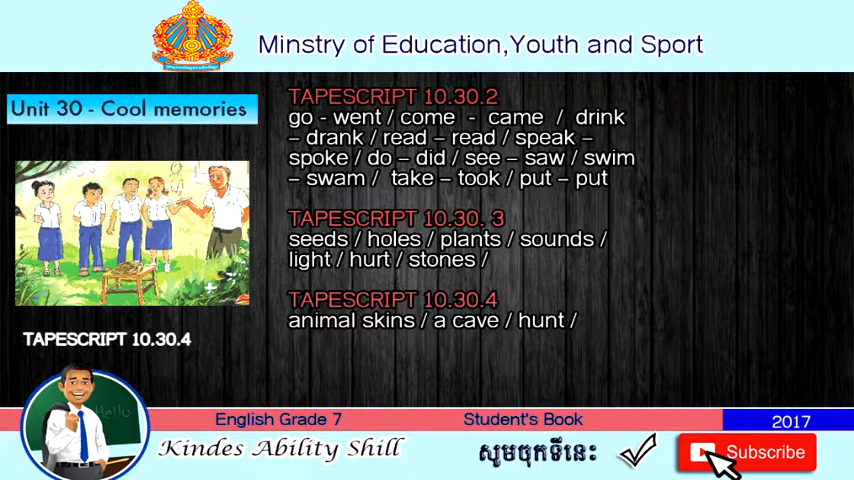 Minstry of Education,Youth and Sport
Unit 30 - Cool memories
TAPESCRIPT 10.30.2
go - went / come - came / drink
– drank / read – read / speak –
spoke / do – did / see – saw / swim
– swam / take – took / put – put
TAPESCRIPT 10.30. 3
seeds / holes / plants / sounds /
light / hurt / stones /
TAPESCRIPT 10.30.4
animal skins / a cave / hunt /
TAPESCRIPT 10.30.4
Hello
English Grade 7
Student's Book
2017
Kindes Ability Shill
សូមចុកទីនេះ
Subscribe